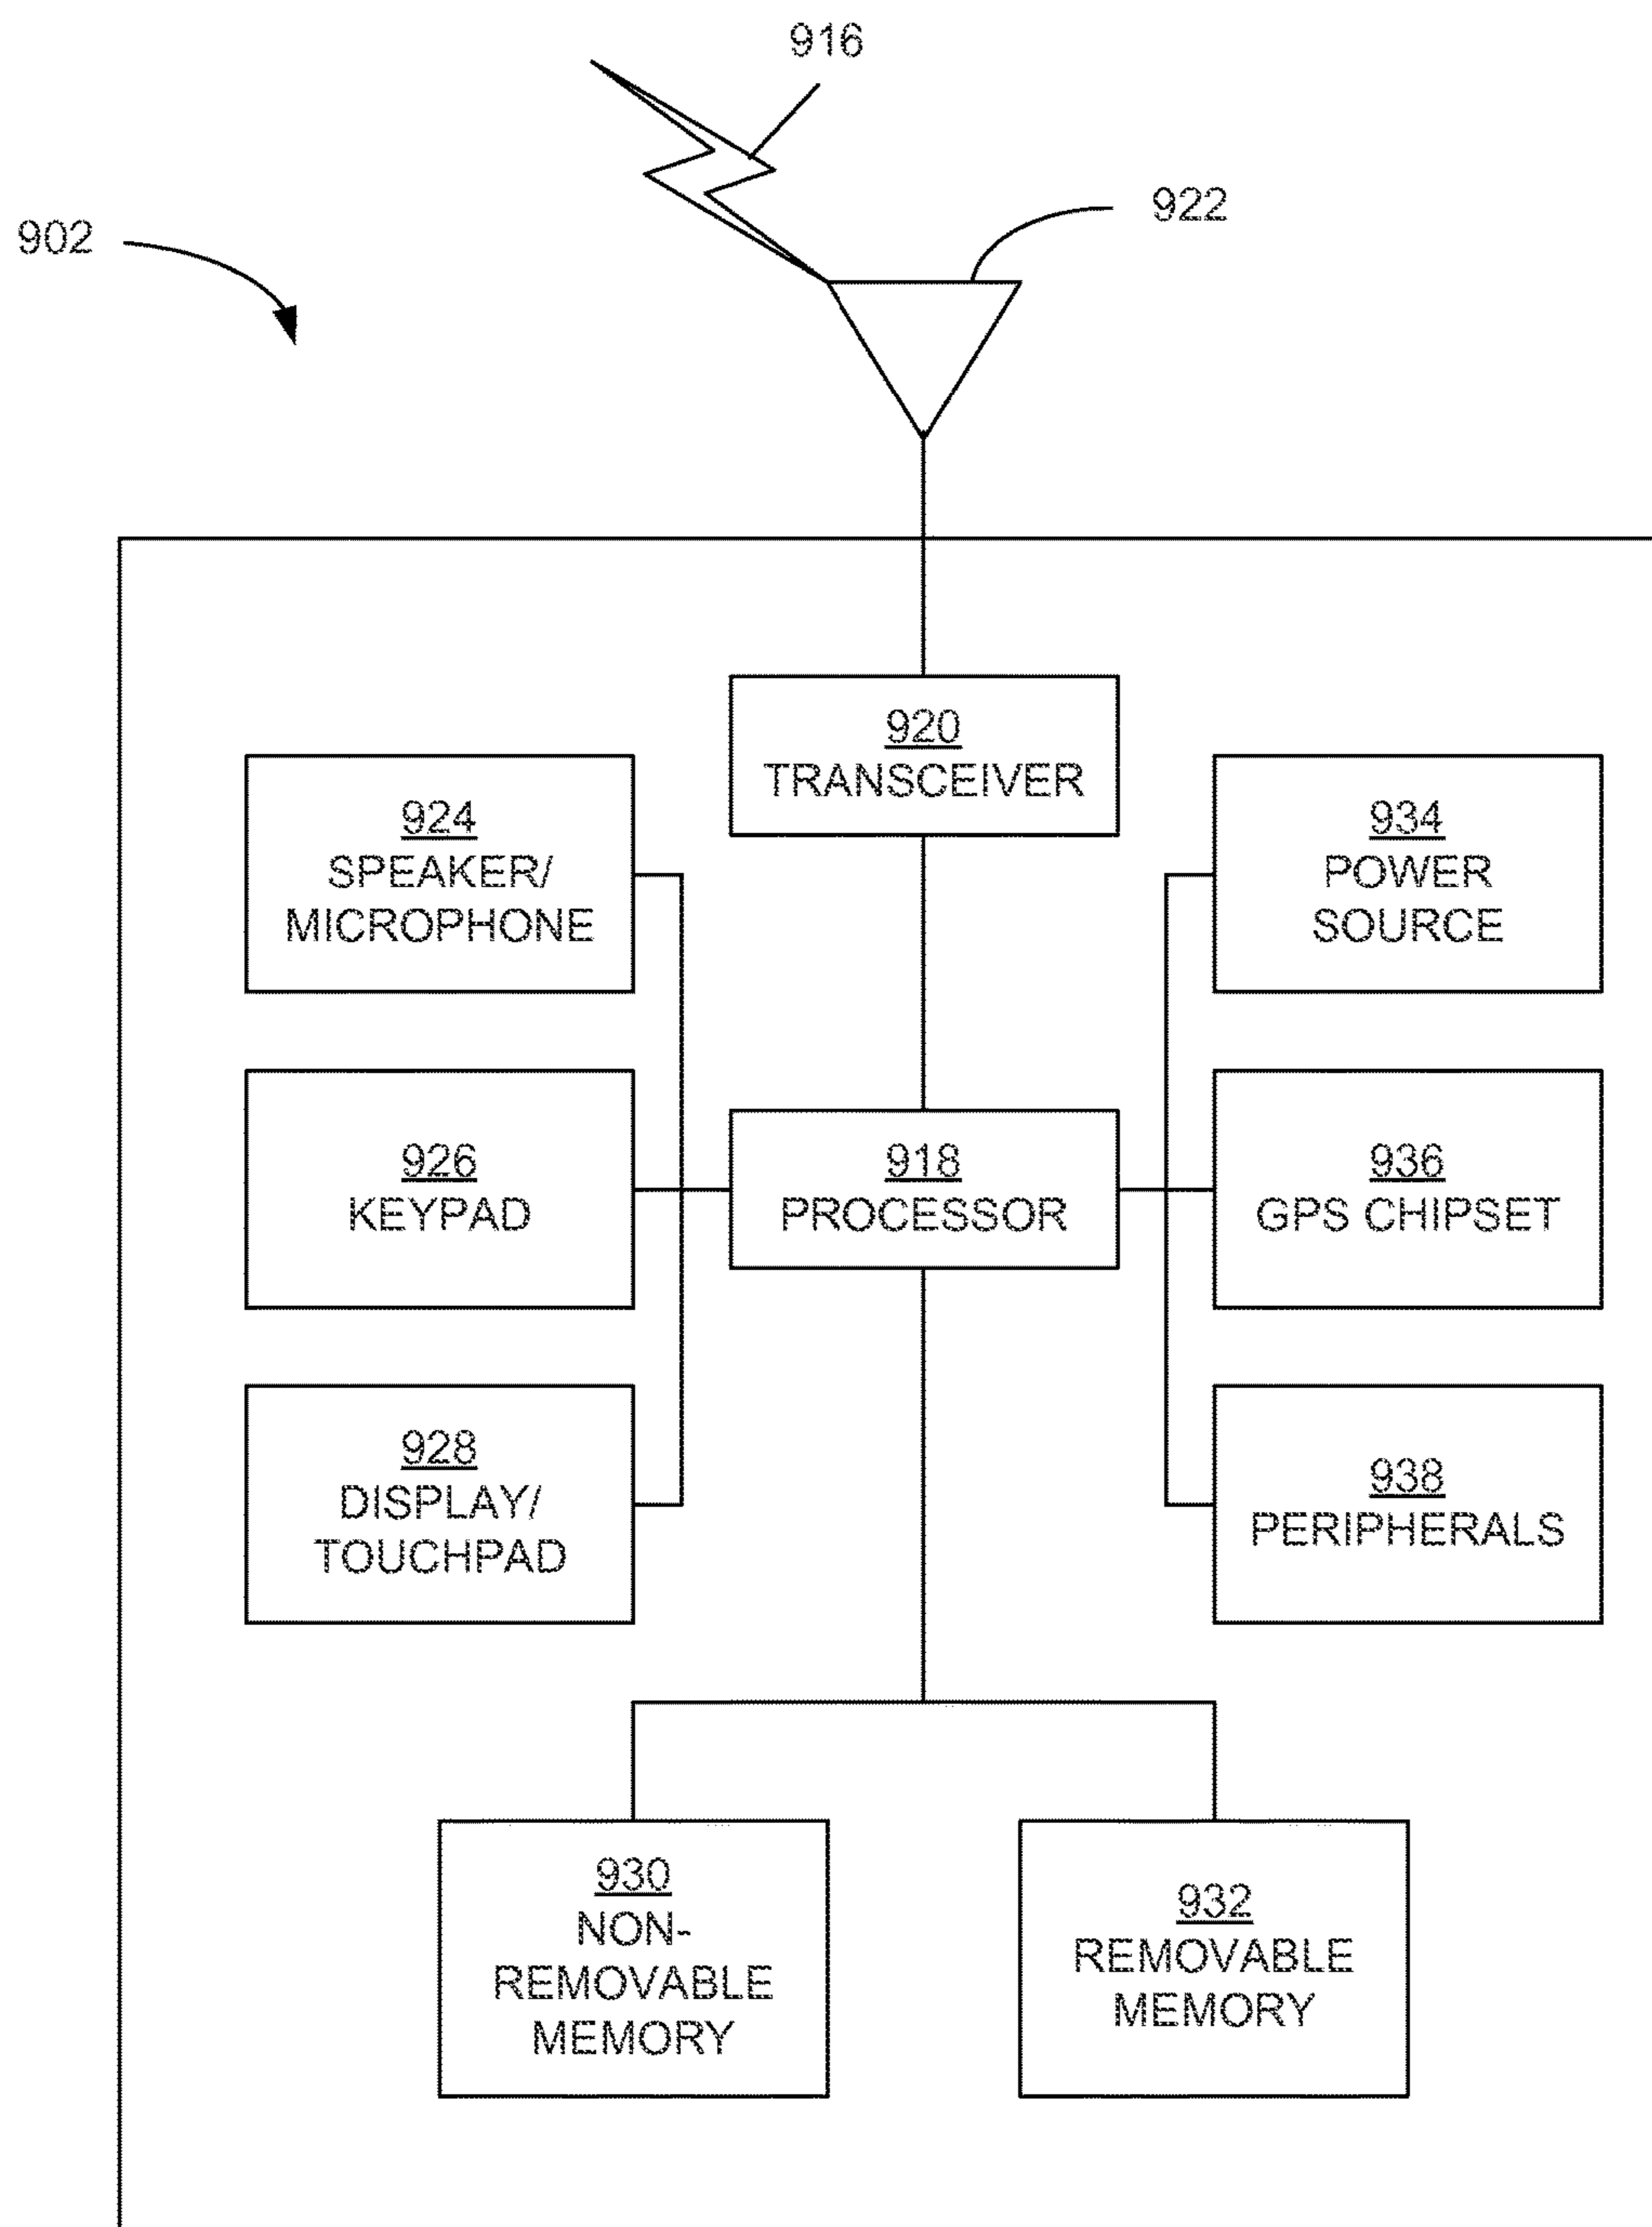 916
922
902
920
TRANSCEIVER
924
SPEAKER/
MICROPHONE
934
POWER
SOURCE
926
KEYPAD
918
PROCESSOR
936
GPS CHIPSET
928
DISPLAY/
TOUCHPAD
938
PERIPHERALS
930
NON-
REMOVABLE
MEMORY
932
REMOVABLE
MEMORY